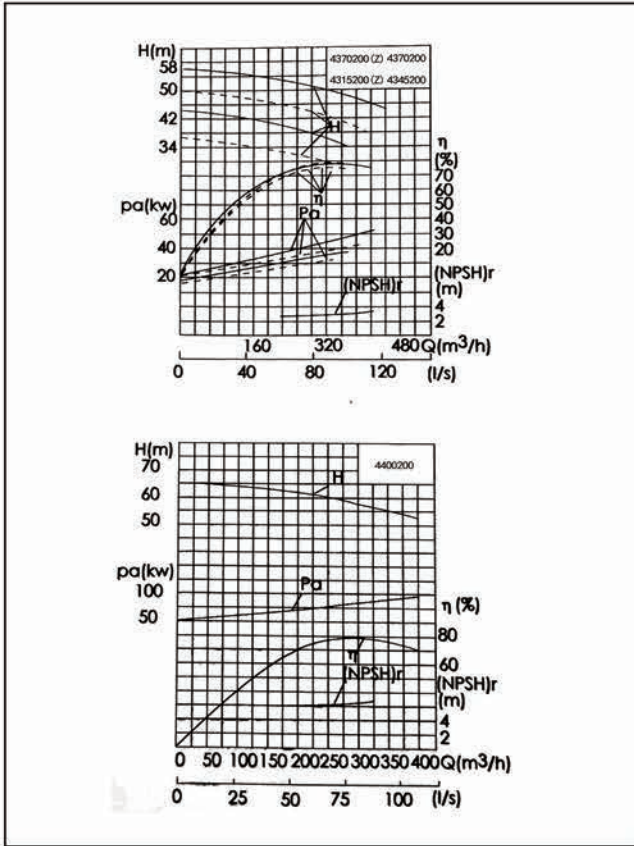 H(m)
4370200(Z) 4370200
58
4315200(Z) 4345200
50
42
H
34
η
(%)
70
60
50
40
30
20
pa(kw)
60
40
20
η
Pa
(NPSH)r
(NPSH)r
(m)
4
2
160 320 480 Q(m³/h)
0 40 80 120 (l/s)
H(m)
70
60
50
4400200
H
pa(kw)
100
50
Pa
η (%)
80
60
η
(NPSH)r
(NPSH)r
(m)
4
2
0 50 100 150 200 250 300 350 400 Q(m³/h)
0 25 50 75 100 (l/s)